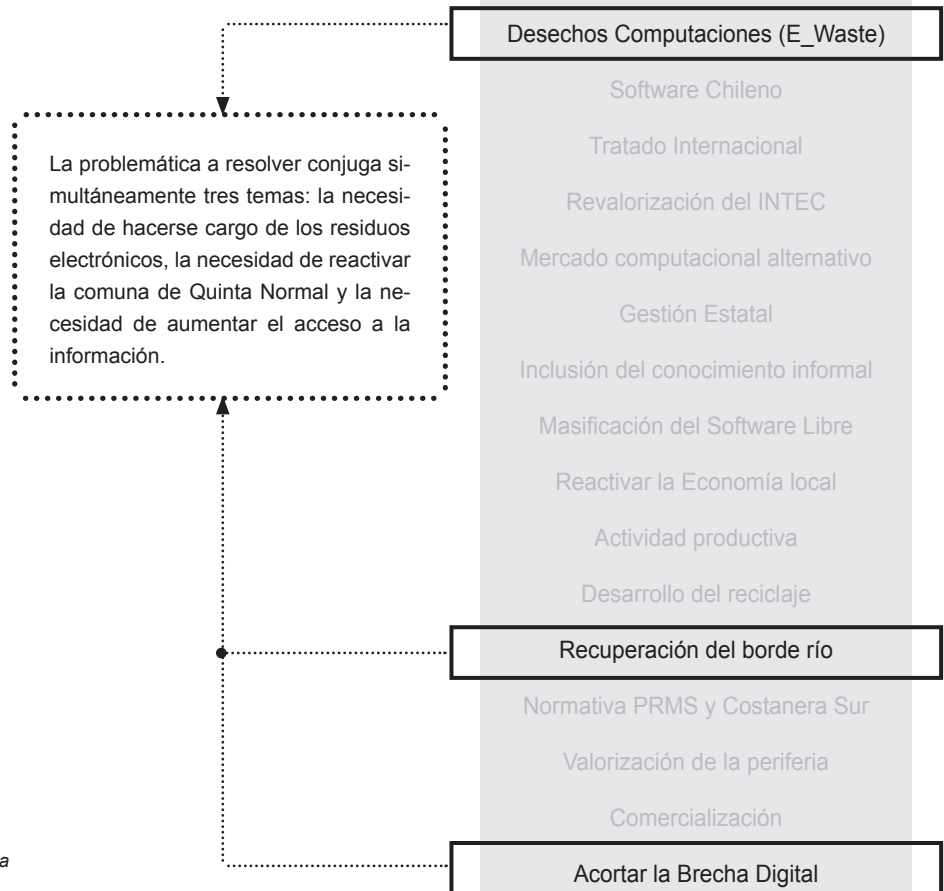 Desechos Computaciones (E_Waste)
Software Chileno
Tratado Internacional
Revalorización del INTEC
Mercado computacional alternativo
Gestión Estatal
Inclusión del conocimiento informal
Masificación del Software Libre
Reactivar la Economía local
Actividad productiva
Desarrollo del reciclaje
Recuperación del borde río
Normativa PRMS y Costanera Sur
Valorización de la periferia
Comercialización
Acortar la Brecha Digital
La problemática a resolver conjuga si-
multáneamente tres temas: la necesi-
dad de hacerse cargo de los residuos
electrónicos, la necesidad de reactivar
la comuna de Quinta Normal y la ne-
cesidad de aumentar el acceso a la
información.